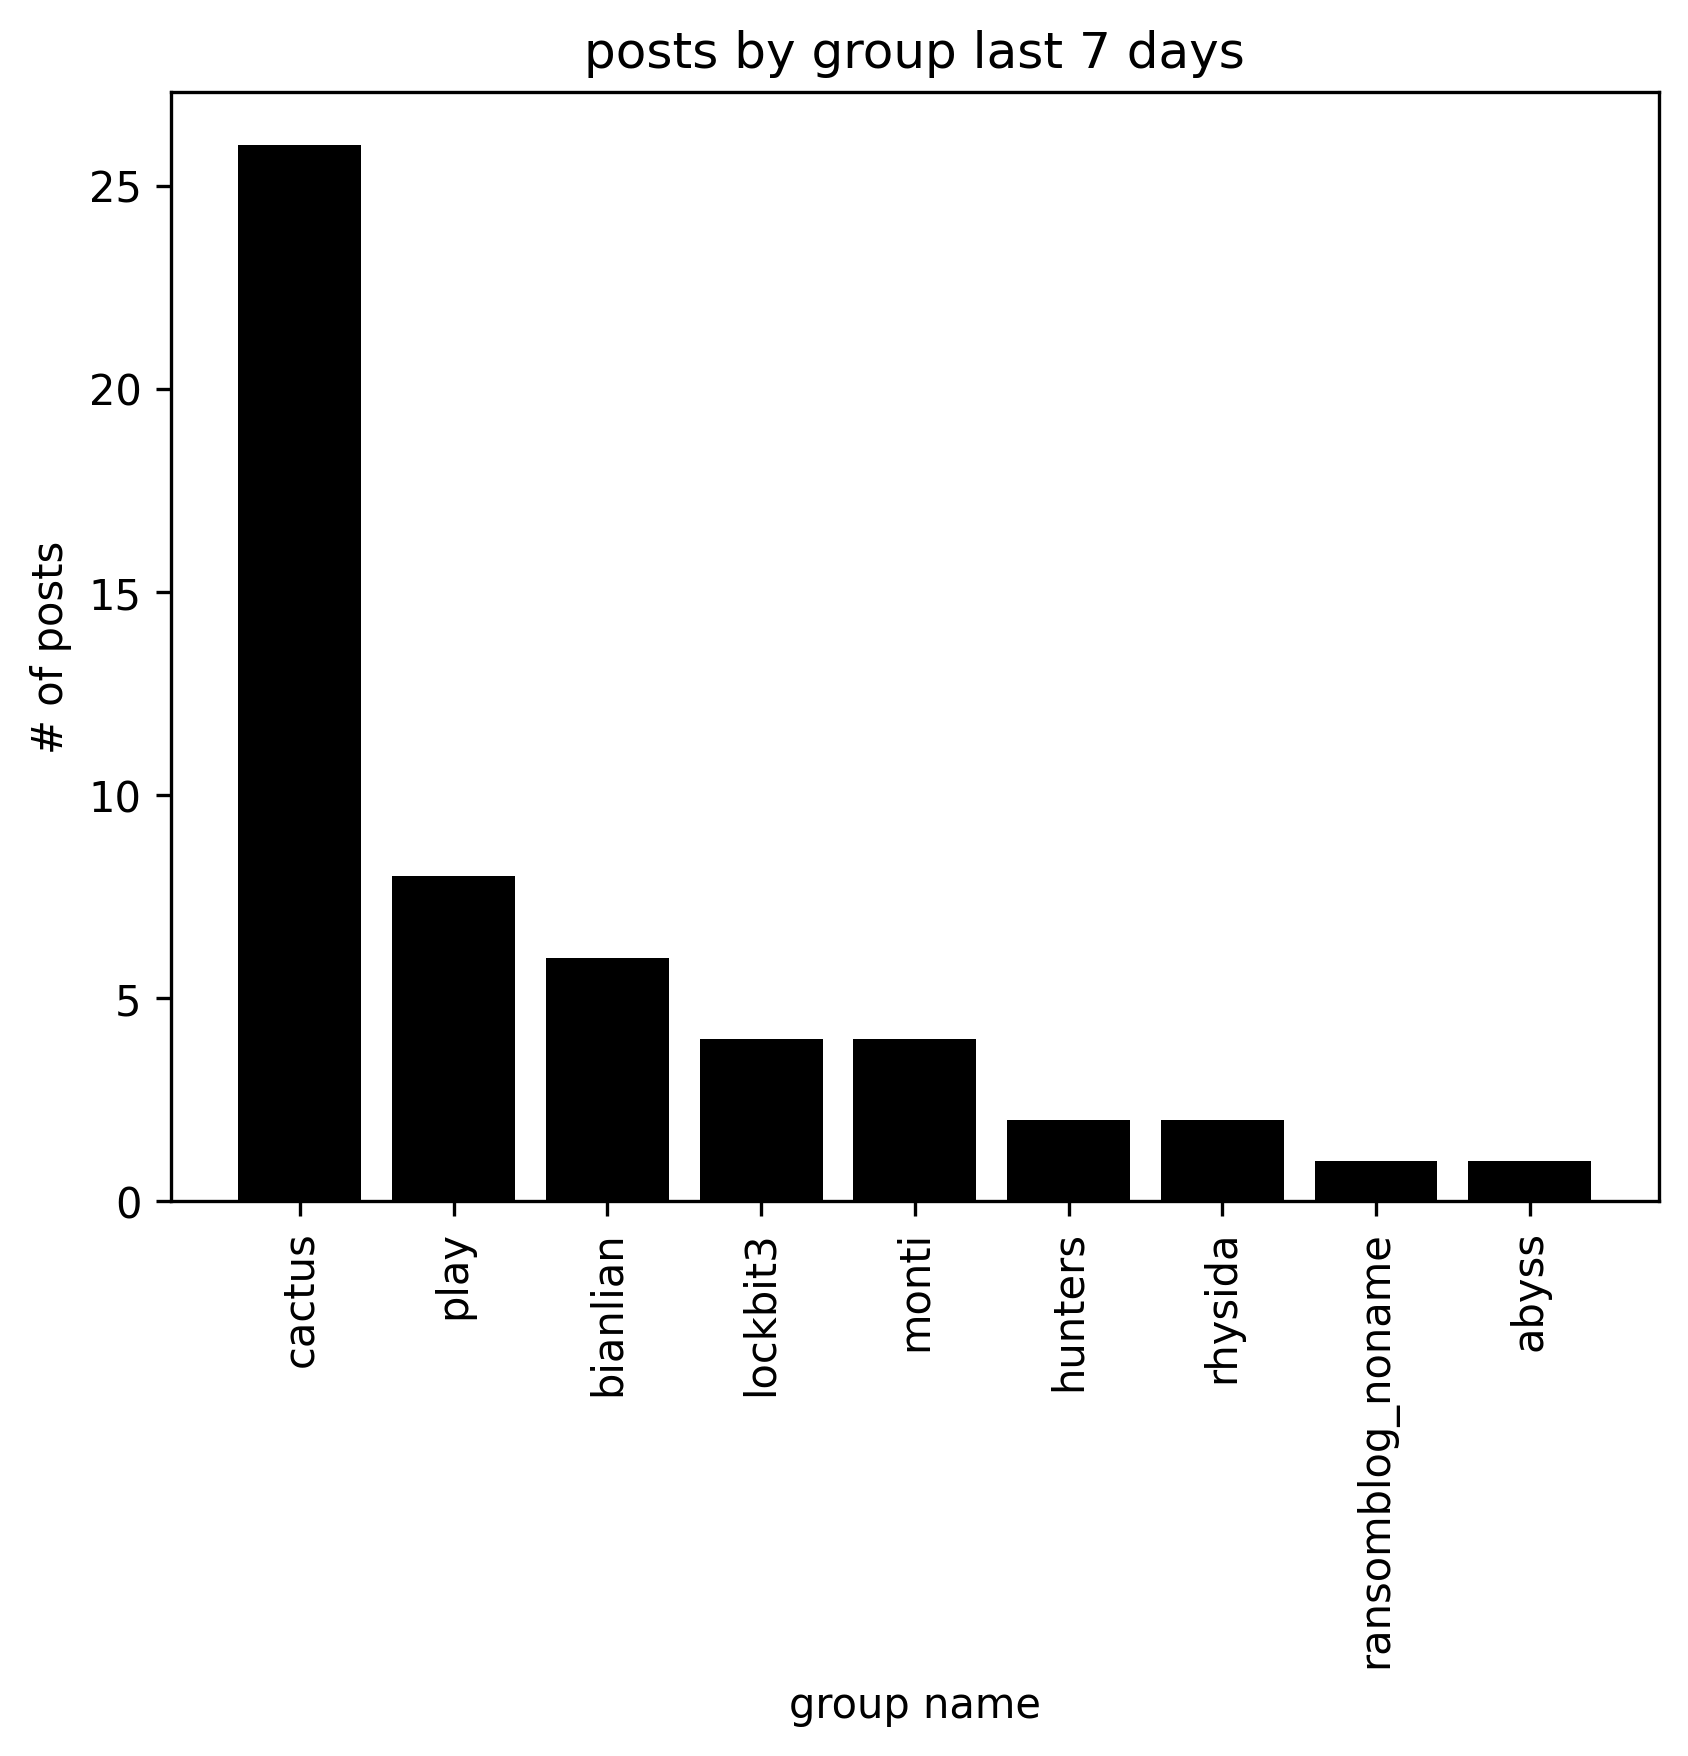 posts by group last 7 days
# of posts
25
20
15
10
5
0
cactus
play
bianlian
lockbit3
monti
hunters
rhysida
ransomblog_noname
abyss
group name